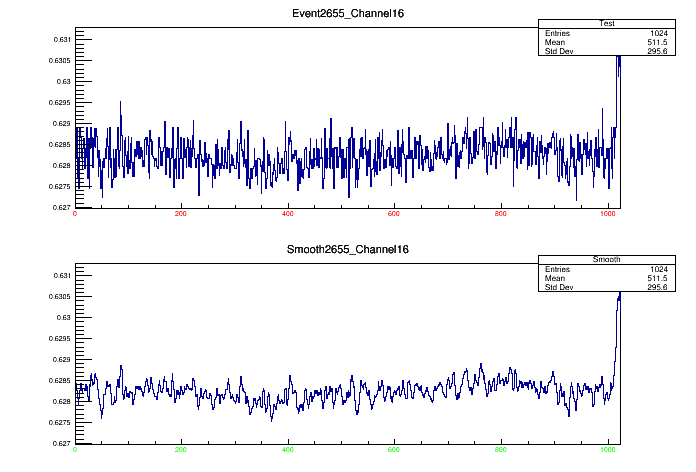 Event2655_Channel16
Test
Entries 1024
Mean 511.5
Std Dev 295.6
0.631
0.6305
0.63
0.6295
0.629
0.6285
0.628
0.6275
0.627
0 200 400 600 800 1000
Smooth2655_Channel16
Smooth
Entries 1024
Mean 511.5
Std Dev 295.6
0.631
0.6305
0.63
0.6295
0.629
0.6285
0.628
0.6275
0.627
0 200 400 600 800 1000